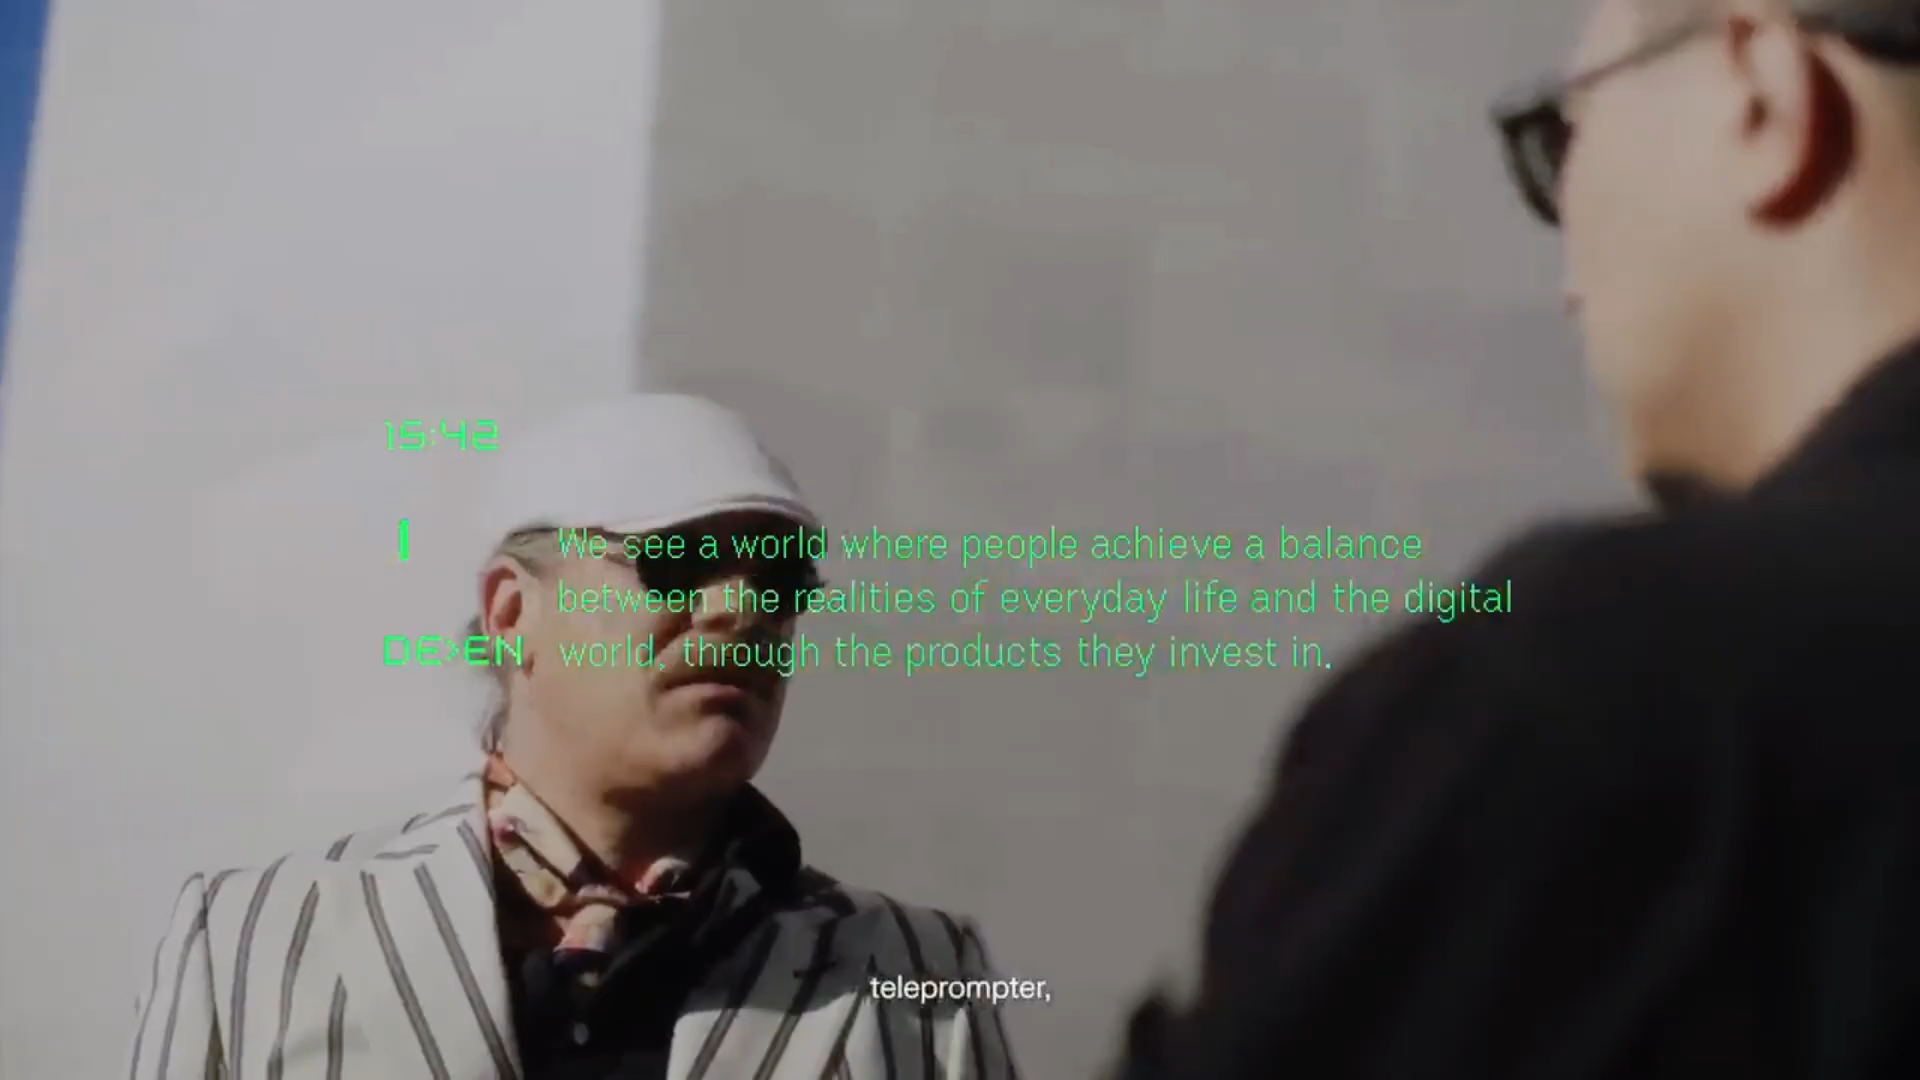 15:42
We see a world where people achieve a balance
between the realities of everyday life and the digital
DE>EN world, through the products they invest in.
teleprompter,